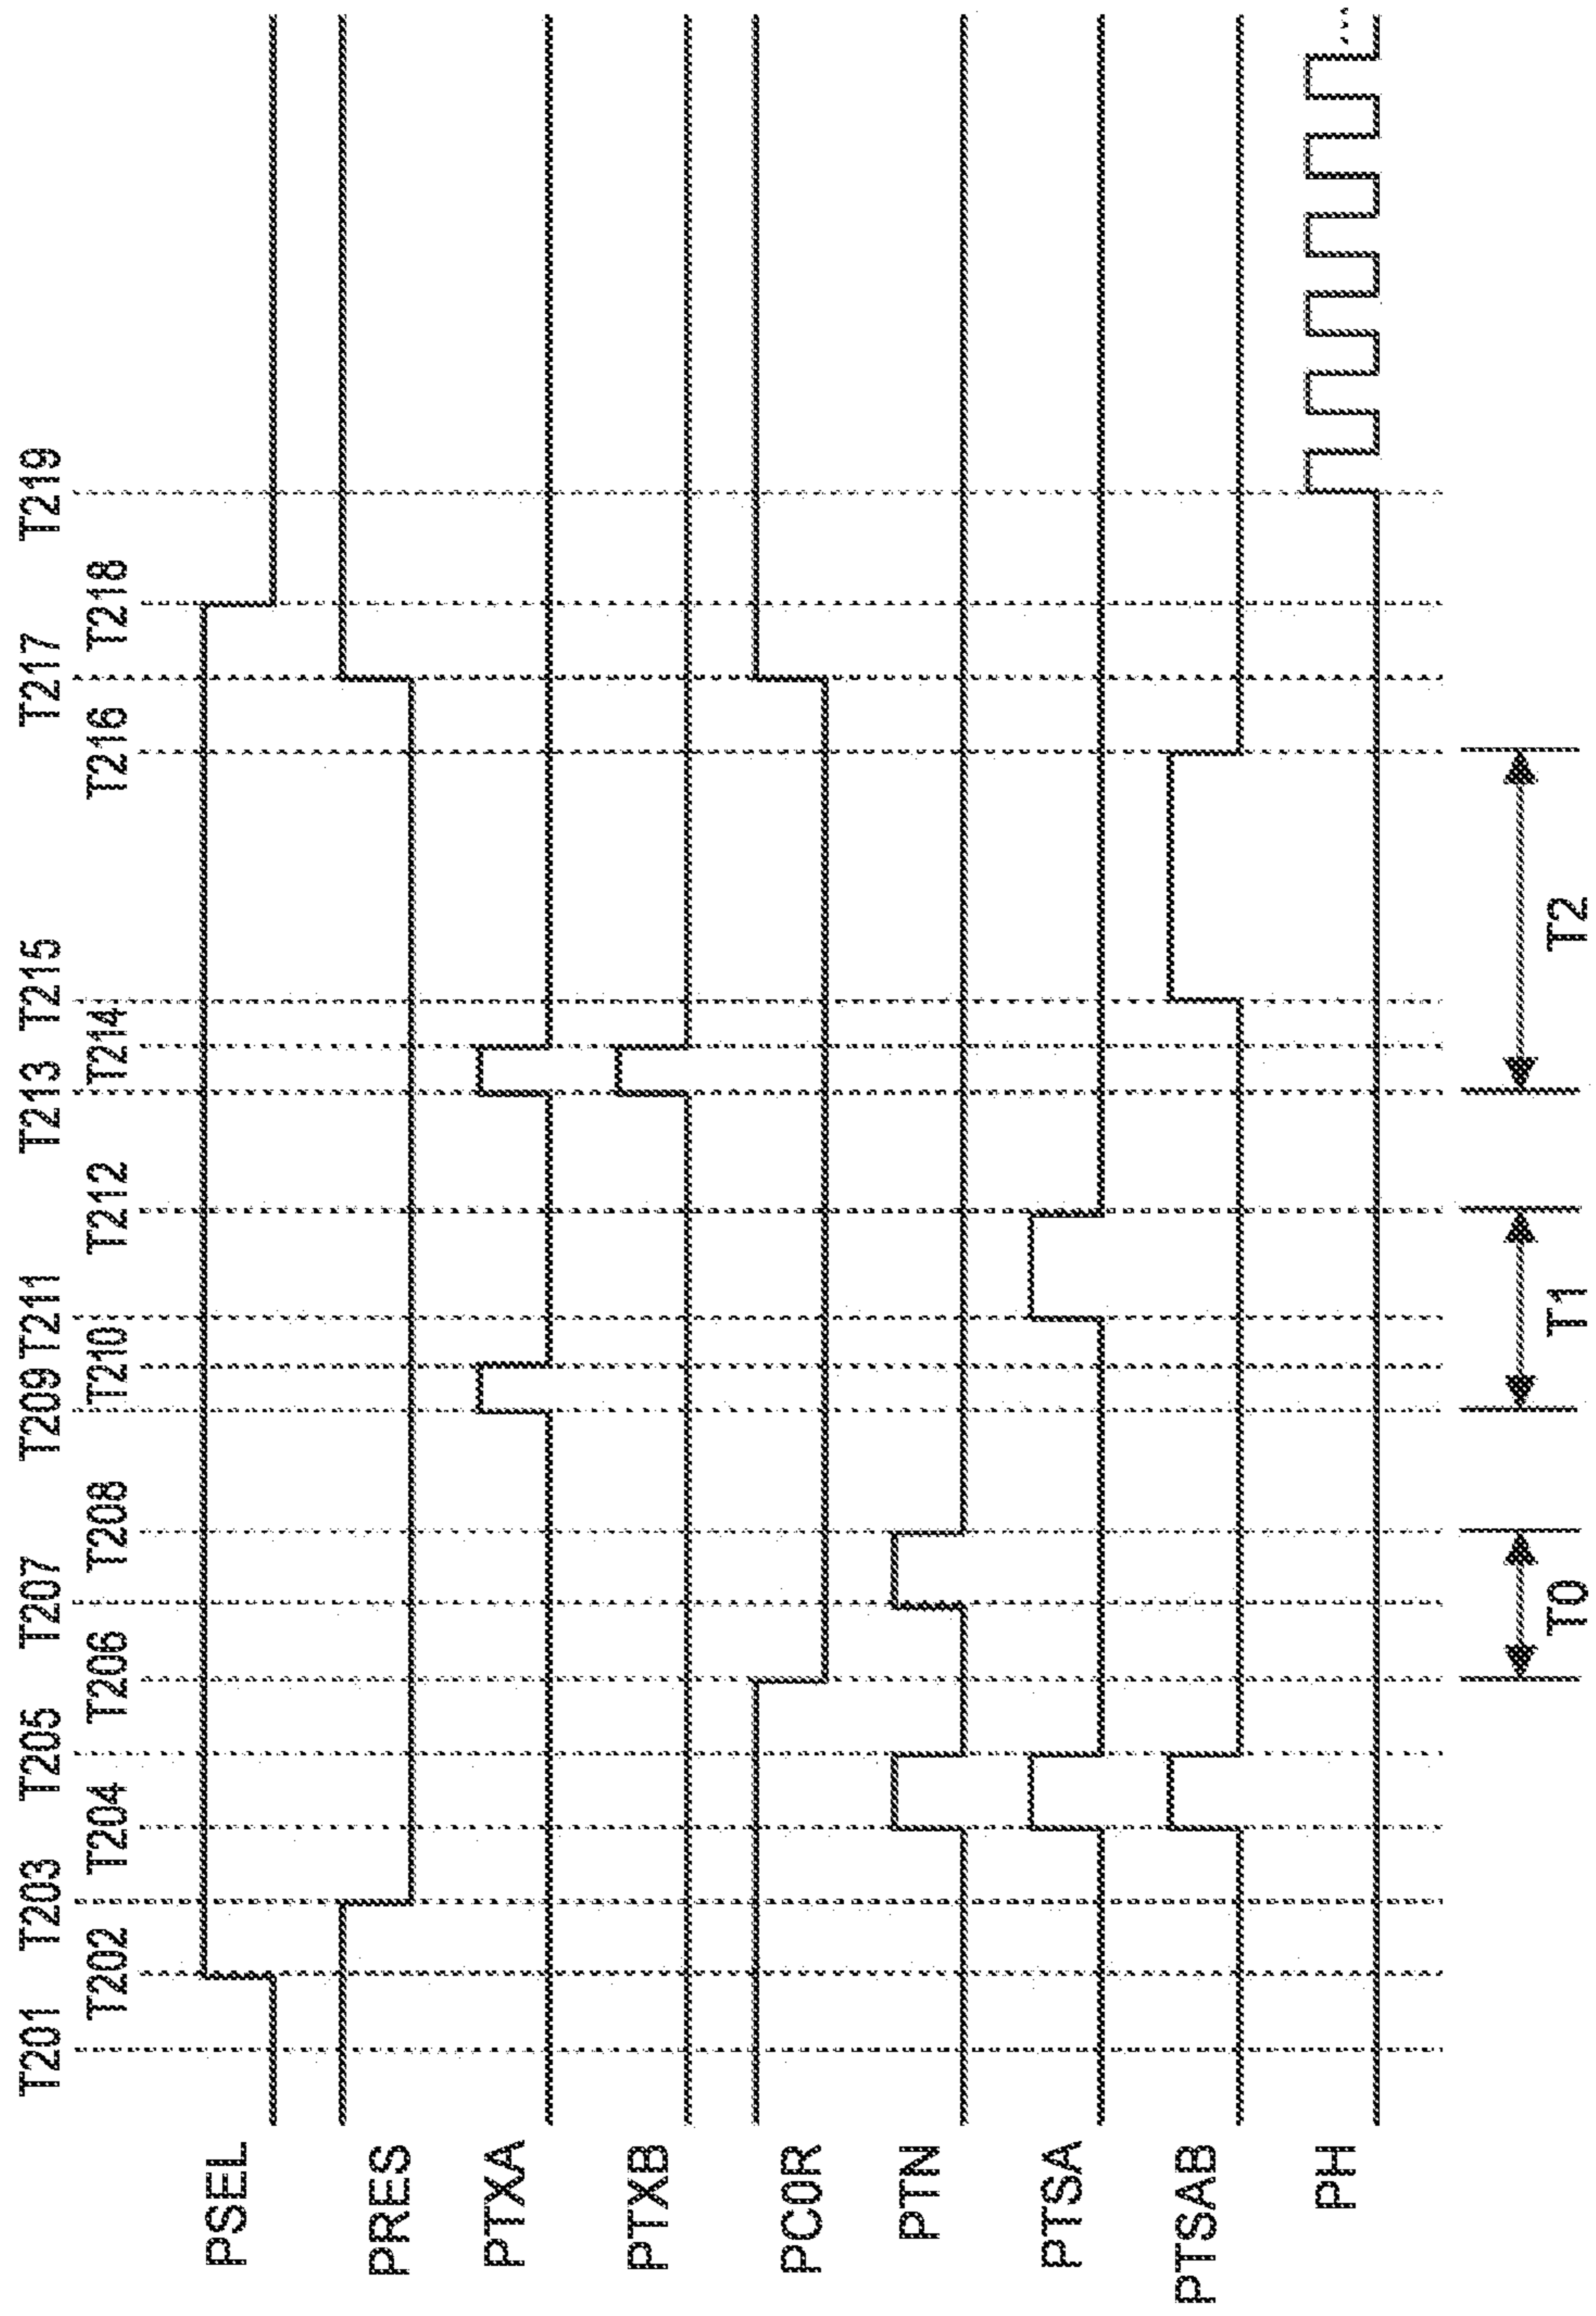 T201 T203 T205 T207 T209 T211 T213 T215 T217 T219
T202 T204 T206 T208 T210 T212 T214 T216 T218
PSEL
PRES
PTXA
PTXB
PC0R
PTN
PTSA
PTSAB
PH
T0 T1 T2